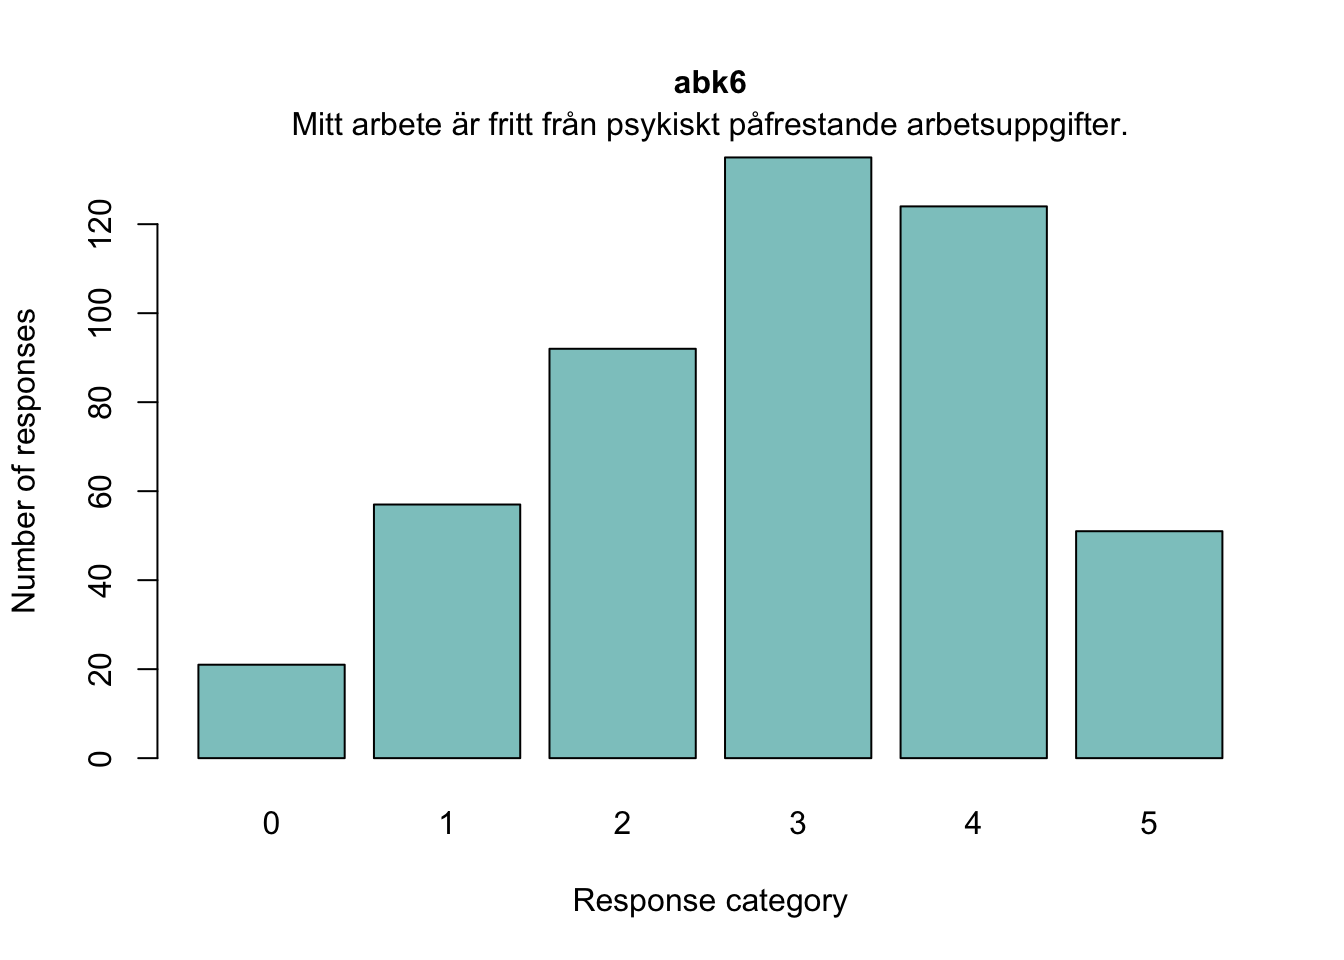 abk6
Mitt arbete är fritt från psykiskt påfrestande arbetsuppgifter.
Number of responses
120
100
80
60
40
20
0
0 1 2 3 4 5
Response category